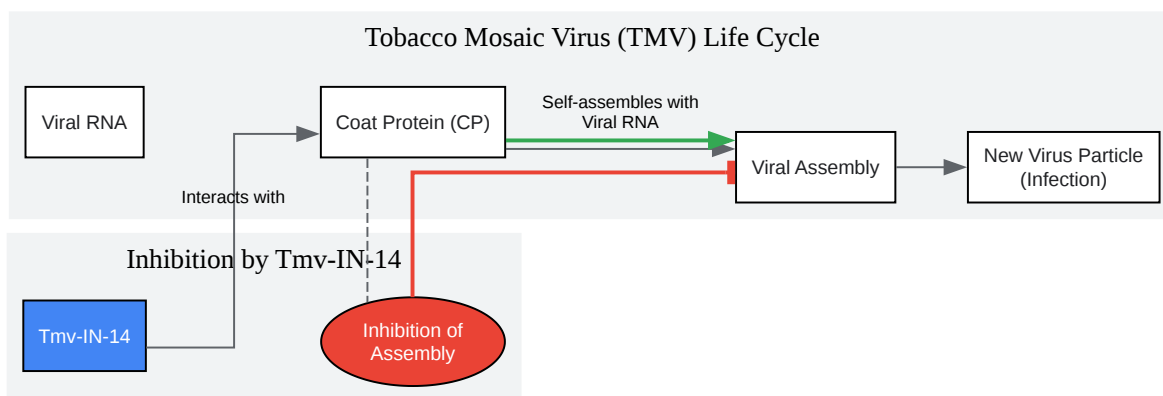 Tobacco Mosaic Virus (TMV) Life Cycle
Viral RNA
Coat Protein (CP)
Self-assembles with
Viral RNA
Viral Assembly
New Virus Particle
(Infection)
Interacts with
Inhibition by Tmv-IN-14
Tmv-IN-14
Inhibition of
Assembly